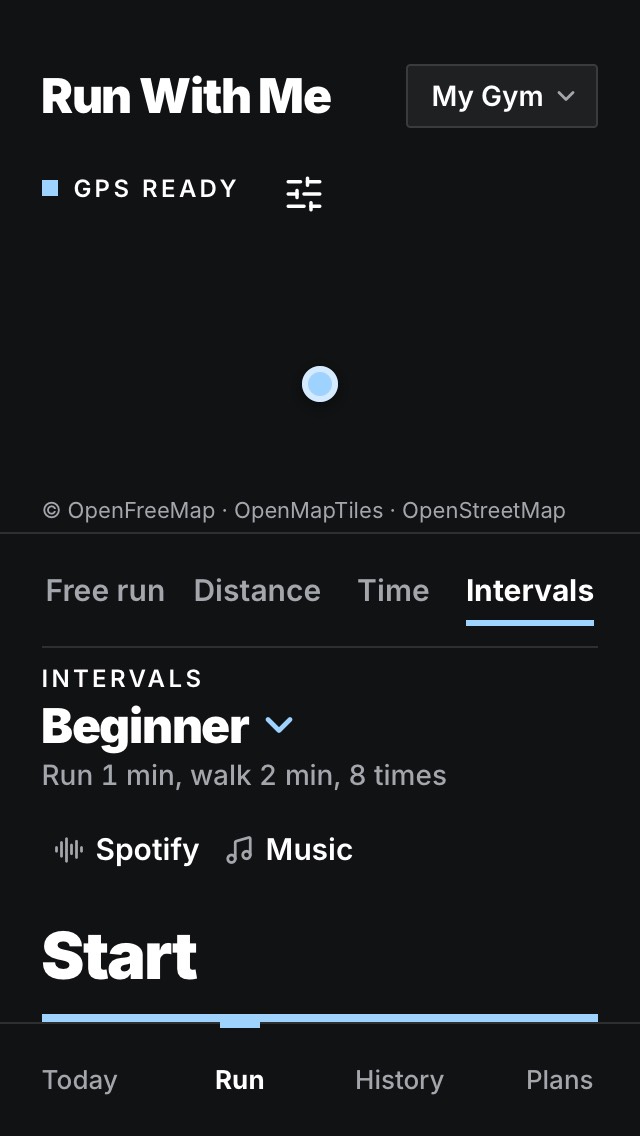 Run With Me
My Gym
GPS READY
© OpenFreeMap · OpenMapTiles · OpenStreetMap
Free run Distance Time Intervals
INTERVALS
Beginner
Run 1 min, walk 2 min, 8 times
Spotify Music
Start
Today Run History Plans